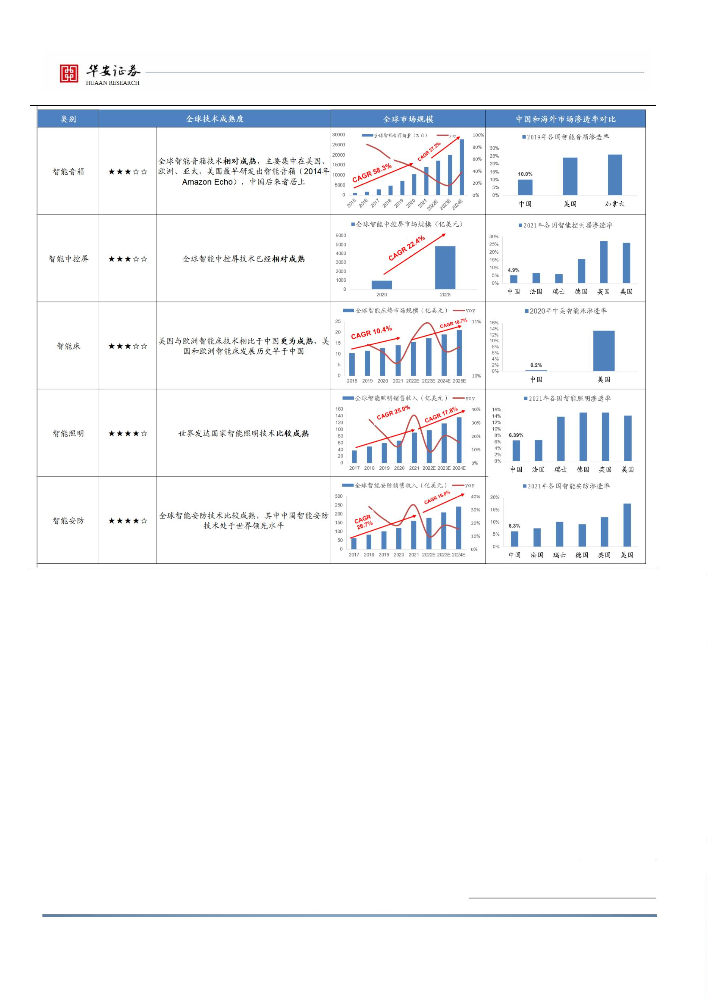 华安证券
HUAAN RESEARCH
类别 全球技术成熟度 全球市场规模 中国和海外市场渗透率对比
智能音箱
★★★☆☆
全球智能音箱技术相对成熟，主要集中在美国、
欧洲、亚太，美国最早研发出智能音箱（2014年
Amazon Echo），中国后来者居上
全球智能音箱销量（万台） yoy
30000
25000
20000
15000
10000
5000
0
100%
80%
60%
40%
20%
0%
CAGR 58.3%
CAGR 27.2%
2015 2016 2017 2018 2019 2020 2021 2022E 2023E 2024E
2019年各国智能音箱渗透率
30%
25%
20%
15%
10%
5%
0%
10.0%
中国 美国 加拿大
智能中控屏
★★★☆☆
全球智能中控屏技术已经相对成熟
全球智能中控屏市场规模（亿美元）
6000
5000
4000
3000
2000
1000
0
CAGR 22.4%
2020 2028
2021年各国智能控制器渗透率
30%
25%
20%
15%
10%
5%
0%
4.9%
中国 法国 瑞士 德国 英国 美国
智能床
★★★☆☆
美国与欧洲智能床技术相比于中国更为成熟，美
国和欧洲智能床发展历史早于中国
全球智能床垫市场规模（亿美元） yoy
25
20
15
10
5
0
11%
10%
CAGR 10.4%
CAGR 10.7%
2018 2019 2020 2021 2022E 2023E 2024E 2025E
2020年中美智能床渗透率
16%
14%
12%
10%
8%
6%
4%
2%
0%
0.2%
中国 美国
智能照明
★★★★☆
世界发达国家智能照明技术比较成熟
全球智能照明销售收入（亿美元） yoy
160
140
120
100
80
60
40
20
0
40%
30%
20%
10%
0%
CAGR 25.0%
CAGR 17.8%
2017 2018 2019 2020 2021 2022E 2023E 2024E
2021年各国智能照明渗透率
16%
14%
12%
10%
8%
6%
4%
2%
0%
6.39%
中国 法国 瑞士 德国 英国 美国
智能安防
★★★★☆
全球智能安防技术比较成熟，其中中国智能安防
技术处于世界领先水平
全球智能安防销售收入（亿美元） yoy
300
250
200
150
100
50
0
40%
30%
20%
10%
0%
CAGR
26.7%
CAGR 16.8%
2017 2018 2019 2020 2021 2022E 2023E 2024E
2021年各国智能安防渗透率
20%
15%
10%
5%
0%
6.3%
中国 法国 瑞士 德国 英国 美国